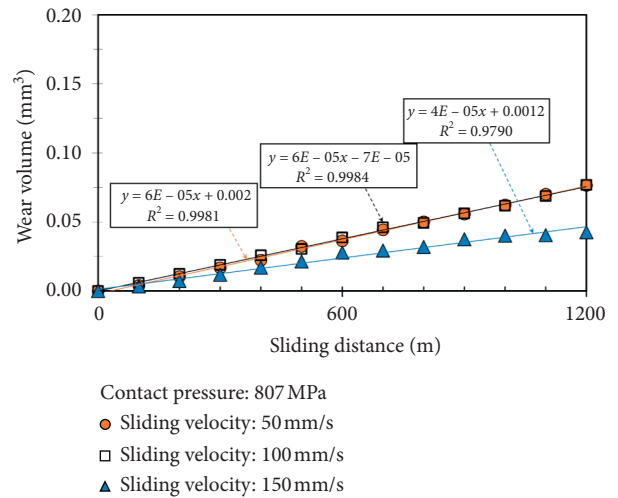 0.20
0.15
0.10
0.05
0.00
Wear volume (mm³)
y = 4E – 05x + 0.0012
R² = 0.9790
y = 6E – 05x – 7E – 05
R² = 0.9984
y = 6E – 05x + 0.002
R² = 0.9981
0 600 1200
Sliding distance (m)
Contact pressure: 807 MPa
Sliding velocity: 50 mm/s
Sliding velocity: 100 mm/s
Sliding velocity: 150 mm/s